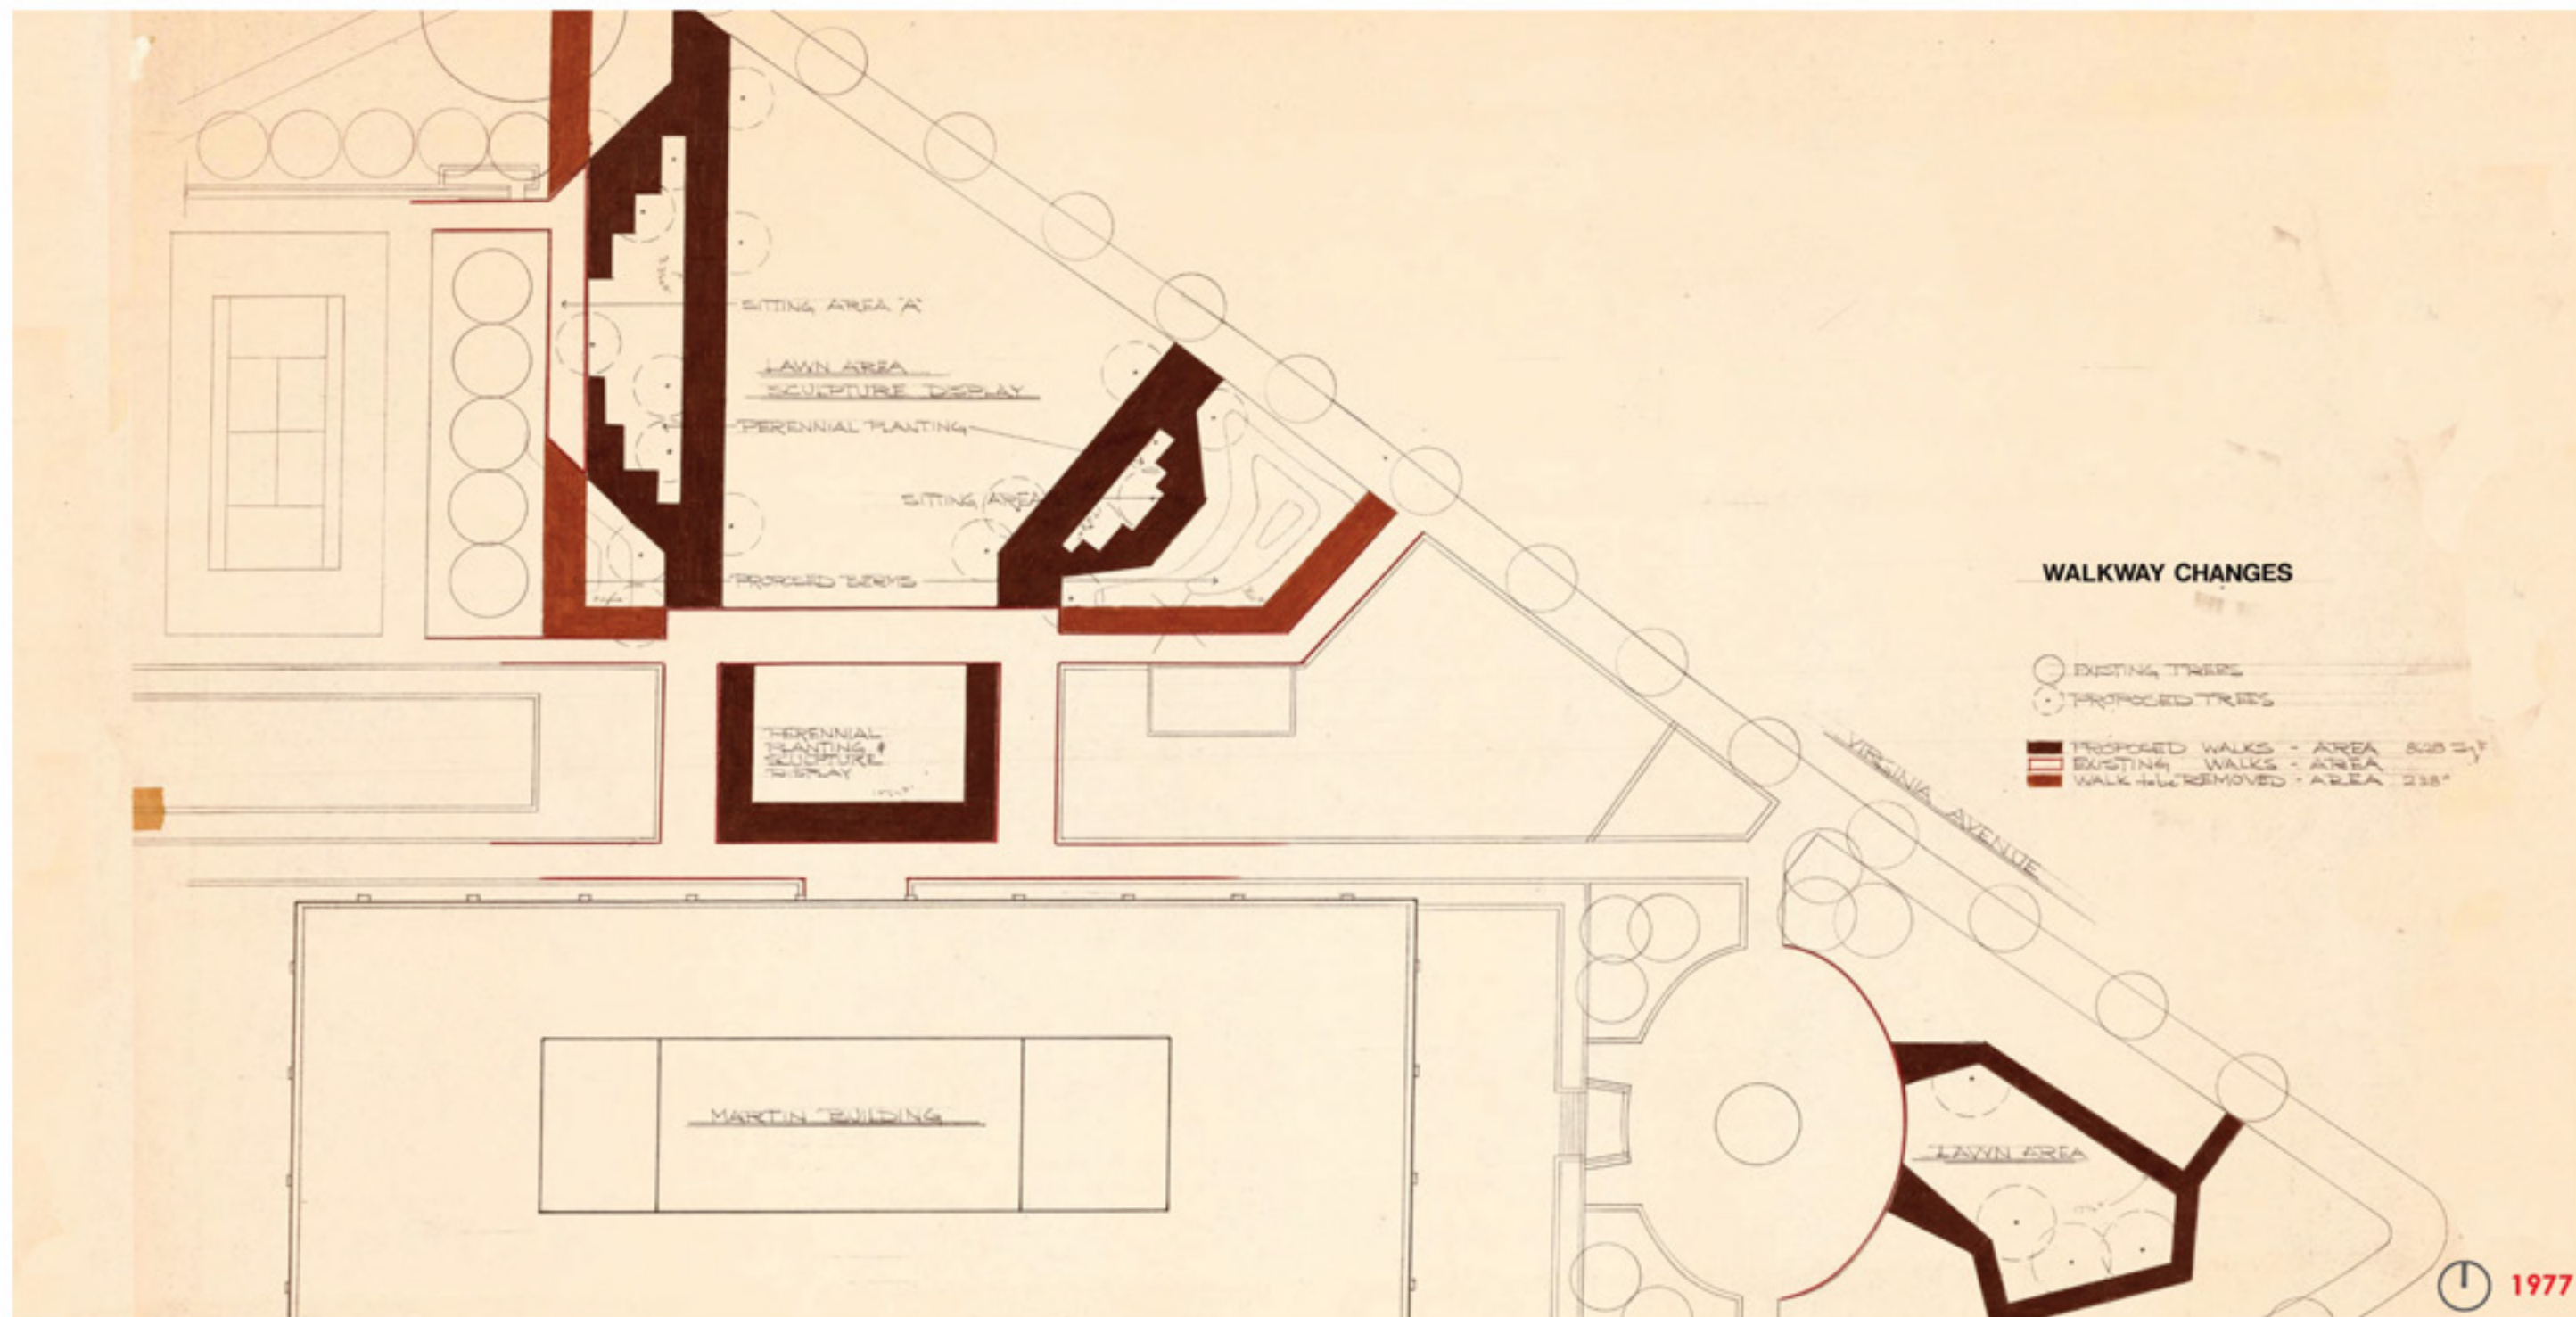 SITTING AREA "A"
LAWN AREA
SCULPTURE DISPLAY
PERENNIAL PLANTING
SITTING AREA
PROPOSED BERMS
PERENNIAL
PLANTING &
SCULPTURE
DISPLAY
WALKWAY CHANGES
EXISTING TREES
PROPOSED TREES
PROPOSED WALKS - AREA
EXISTING WALKS - AREA
WALK to be REMOVED - AREA
VIRGINIA AVENUE
MARTIN BUILDING
LAWN AREA
1977